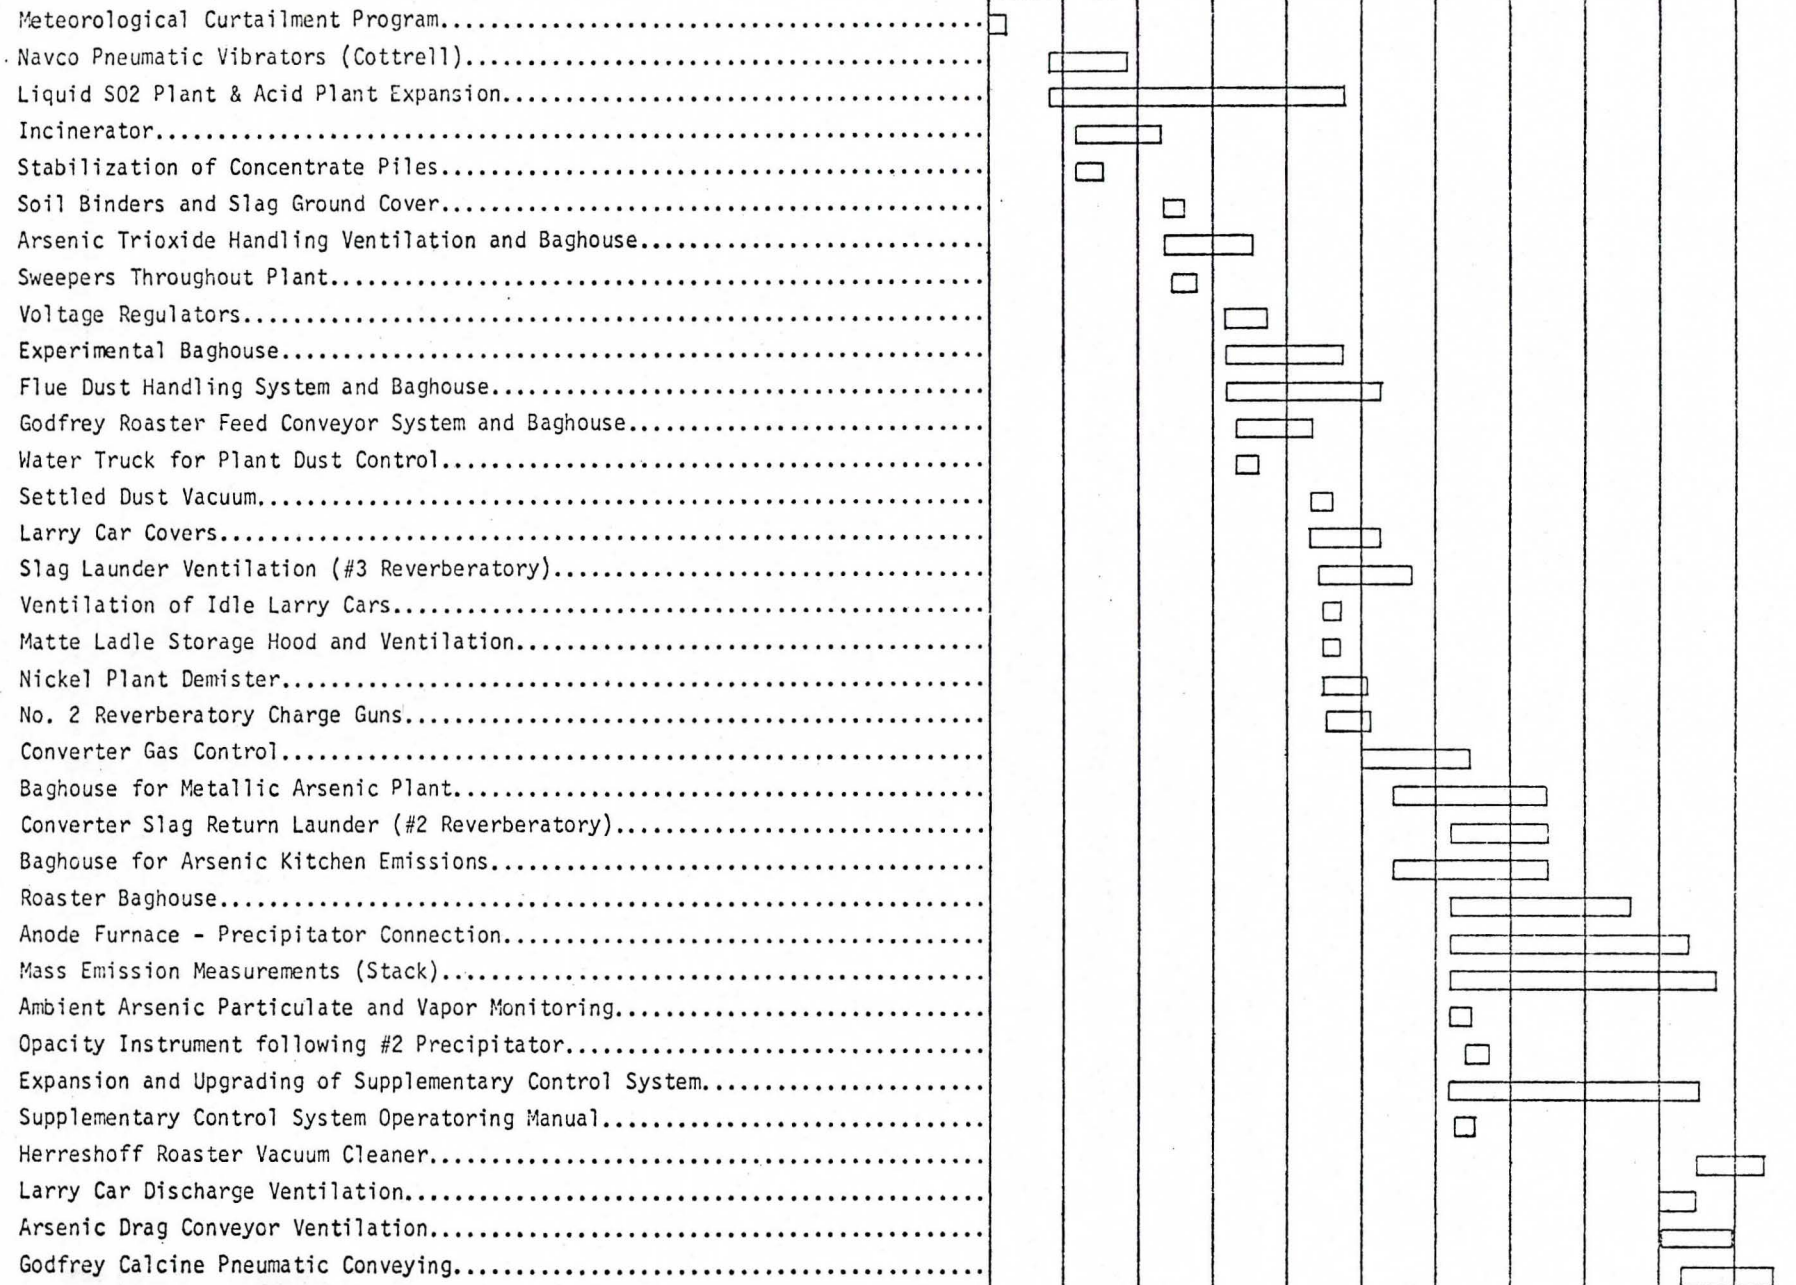 Meteorological Curtailment Program
Navco Pneumatic Vibrators (Cottrell)
Liquid SO2 Plant & Acid Plant Expansion
Incinerator
Stabilization of Concentrate Piles
Soil Binders and Slag Ground Cover
Arsenic Trioxide Handling Ventilation and Baghouse
Sweepers Throughout Plant
Voltage Regulators
Experimental Baghouse
Flue Dust Handling System and Baghouse
Godfrey Roaster Feed Conveyor System and Baghouse
Water Truck for Plant Dust Control
Settled Dust Vacuum
Larry Car Covers
Slag Launder Ventilation (#3 Reverberatory)
Ventilation of Idle Larry Cars
Matte Ladle Storage Hood and Ventilation
Nickel Plant Demister
No. 2 Reverberatory Charge Guns
Converter Gas Control
Baghouse for Metallic Arsenic Plant
Converter Slag Return Launder (#2 Reverberatory)
Baghouse for Arsenic Kitchen Emissions
Roaster Baghouse
Anode Furnace - Precipitator Connection
Mass Emission Measurements (Stack)
Ambient Arsenic Particulate and Vapor Monitoring
Opacity Instrument following #2 Precipitator
Expansion and Upgrading of Supplementary Control System
Supplementary Control System Operatoring Manual
Herreshoff Roaster Vacuum Cleaner
Larry Car Discharge Ventilation
Arsenic Drag Conveyor Ventilation
Godfrey Calcine Pneumatic Conveying